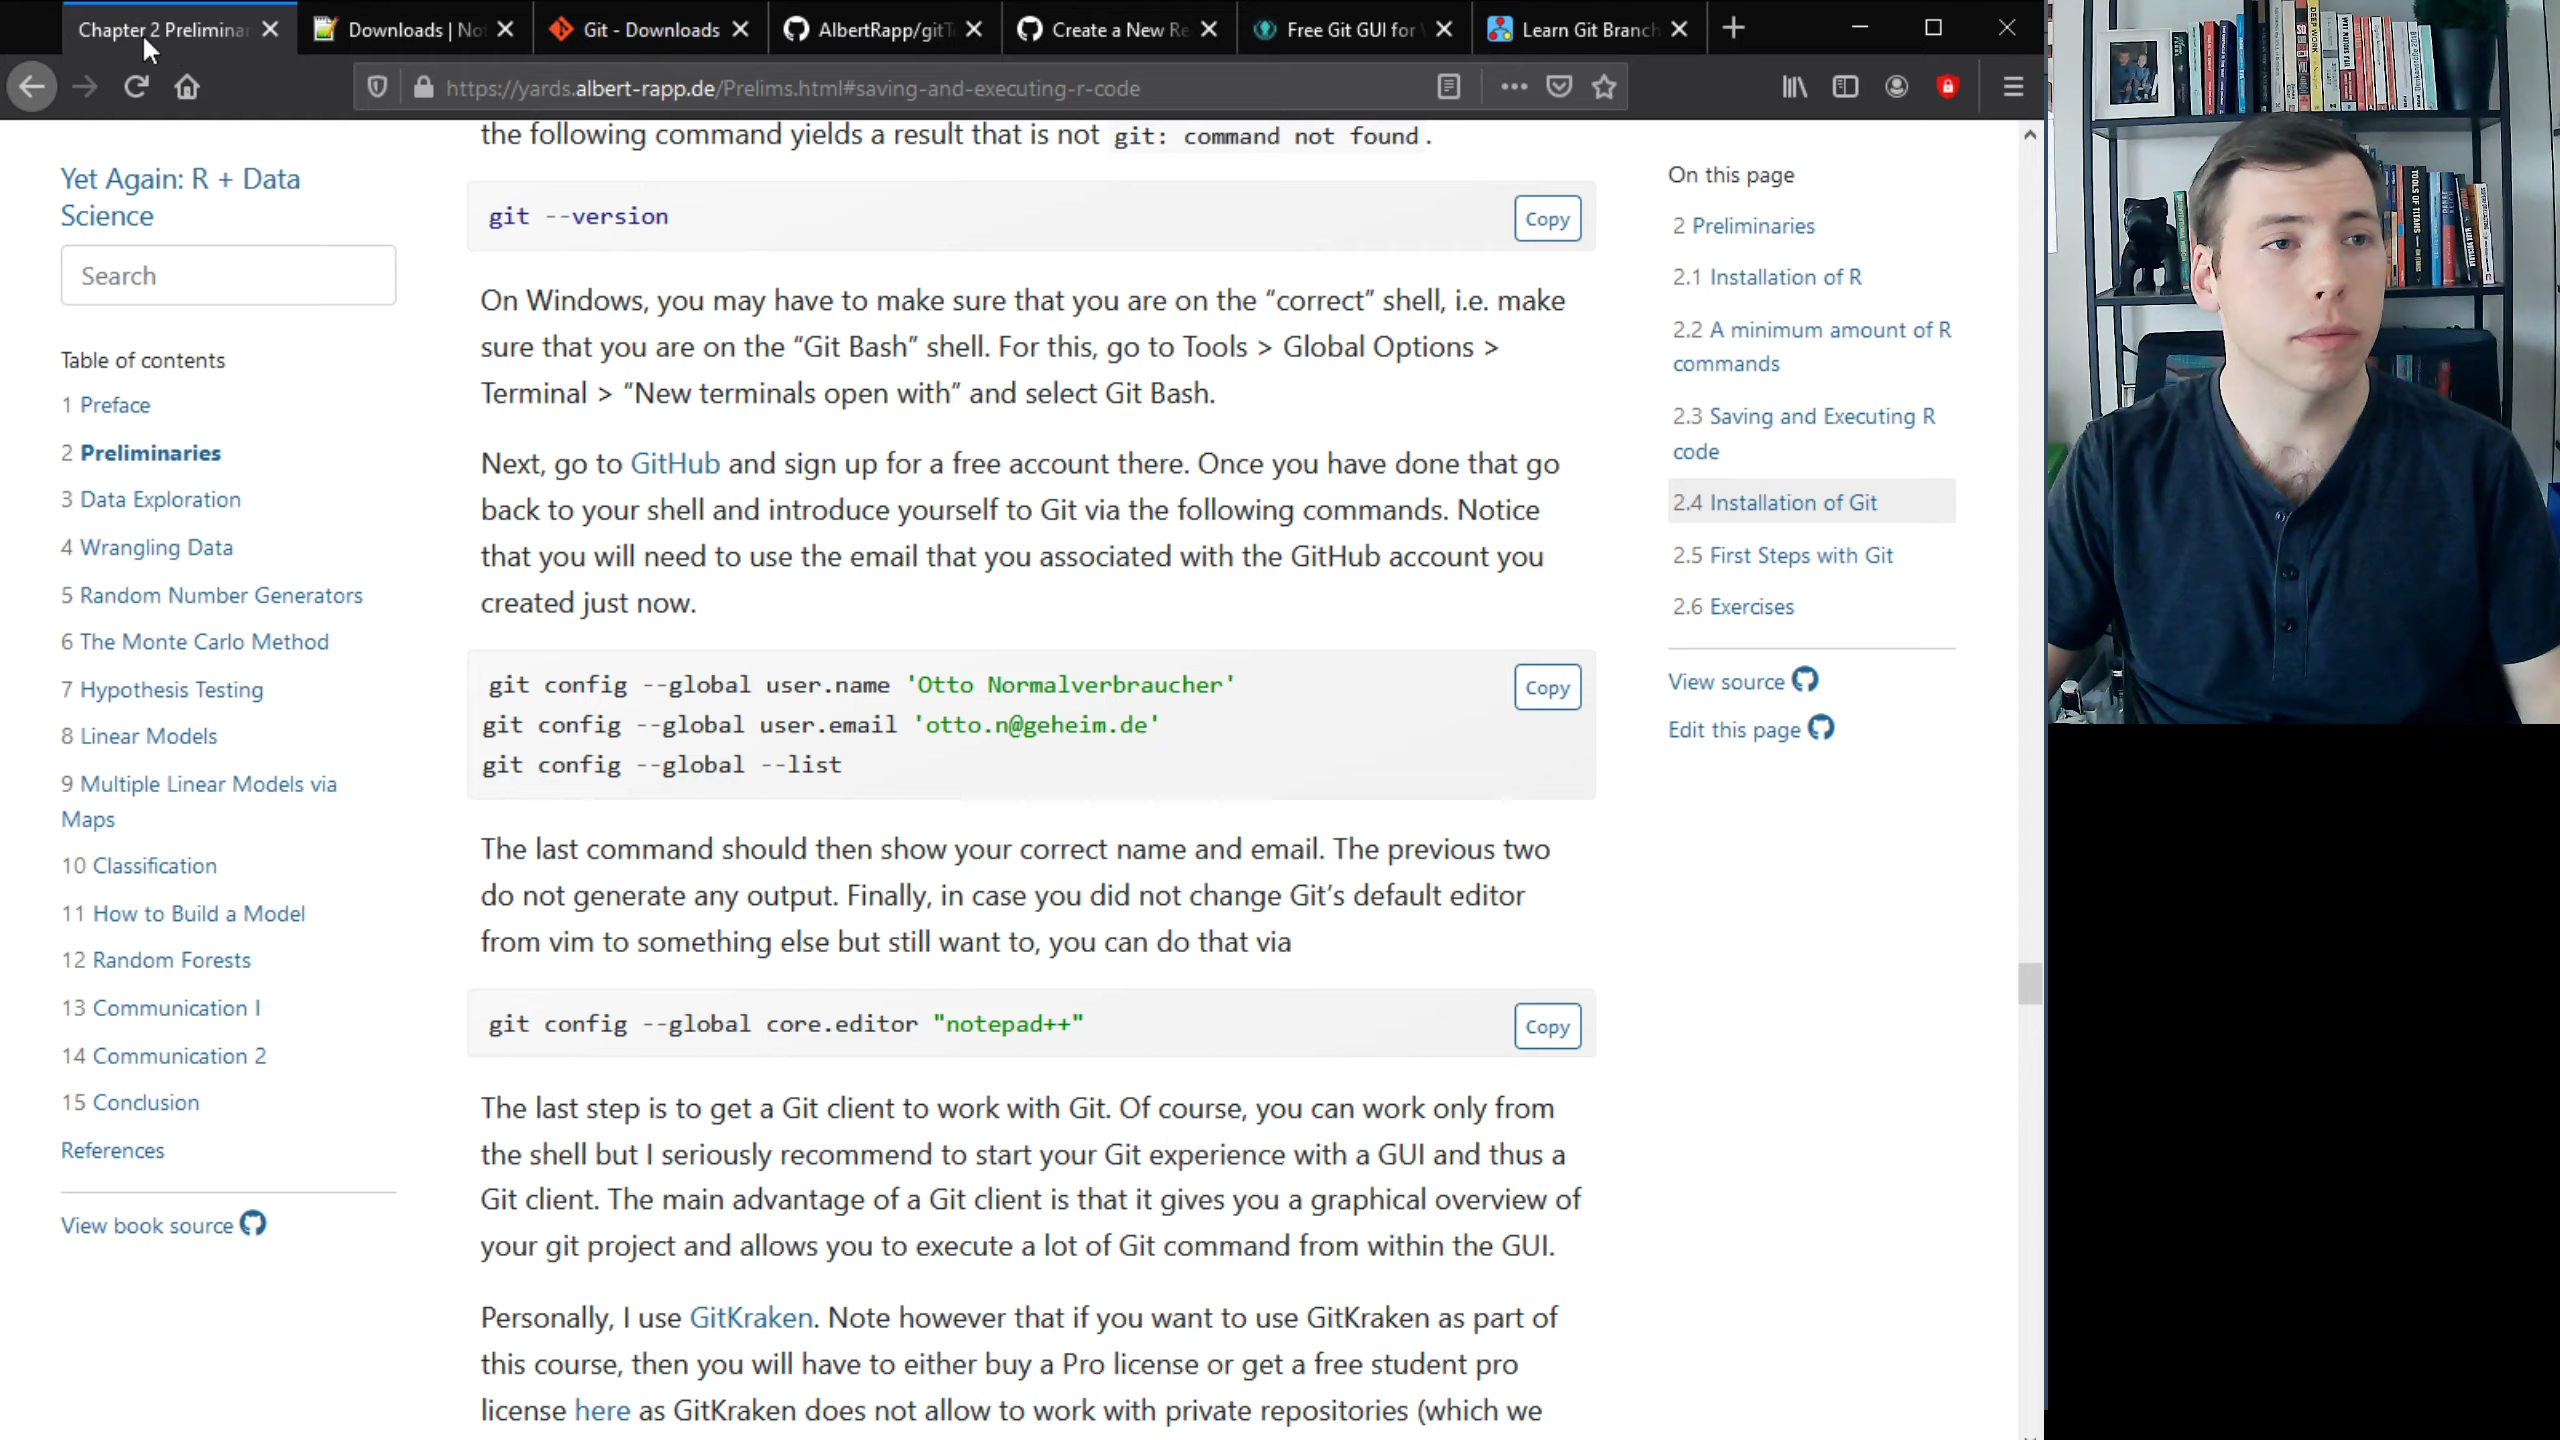 Chapter 2 Prelimina
Downloads | No
Git - Downloads
AlbertRapp/gitT
Create a New Re
Free Git GUI for
Learn Git Branch
https://yards.albert-rapp.de/Prelims.html#saving-and-executing-r-code
Yet Again: R + Data
Science
Search
Table of contents
1 Preface
2 Preliminaries
3 Data Exploration
4 Wrangling Data
5 Random Number Generators
6 The Monte Carlo Method
7 Hypothesis Testing
8 Linear Models
9 Multiple Linear Models via
Maps
10 Classification
11 How to Build a Model
12 Random Forests
13 Communication I
14 Communication 2
15 Conclusion
References
View book source
the following command yields a result that is not git: command not found.
git --version
Copy
On Windows, you may have to make sure that you are on the “correct” shell, i.e. make
sure that you are on the “Git Bash” shell. For this, go to Tools > Global Options >
Terminal > “New terminals open with” and select Git Bash.
Next, go to GitHub and sign up for a free account there. Once you have done that go
back to your shell and introduce yourself to Git via the following commands. Notice
that you will need to use the email that you associated with the GitHub account you
created just now.
git config --global user.name 'Otto Normalverbraucher'
git config --global user.email 'otto.n@geheim.de'
git config --global --list
Copy
The last command should then show your correct name and email. The previous two
do not generate any output. Finally, in case you did not change Git’s default editor
from vim to something else but still want to, you can do that via
git config --global core.editor "notepad++"
Copy
The last step is to get a Git client to work with Git. Of course, you can work only from
the shell but I seriously recommend to start your Git experience with a GUI and thus a
Git client. The main advantage of a Git client is that it gives you a graphical overview of
your git project and allows you to execute a lot of Git command from within the GUI.
Personally, I use GitKraken. Note however that if you want to use GitKraken as part of
this course, then you will have to either buy a Pro license or get a free student pro
license here as GitKraken does not allow to work with private repositories (which we
On this page
2 Preliminaries
2.1 Installation of R
2.2 A minimum amount of R
commands
2.3 Saving and Executing R
code
2.4 Installation of Git
2.5 First Steps with Git
2.6 Exercises
View source
Edit this page
DEEP WORK
TOOLS OF TITANS